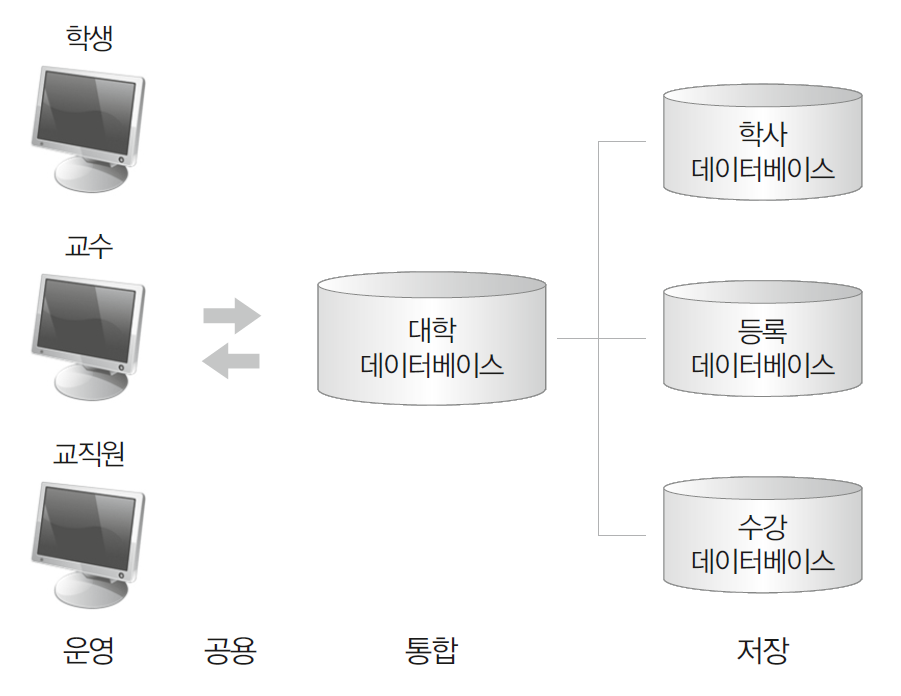 학생
교수
교직원
대학
데이터베이스
학사
데이터베이스
등록
데이터베이스
수강
데이터베이스
운영 공용 통합 저장